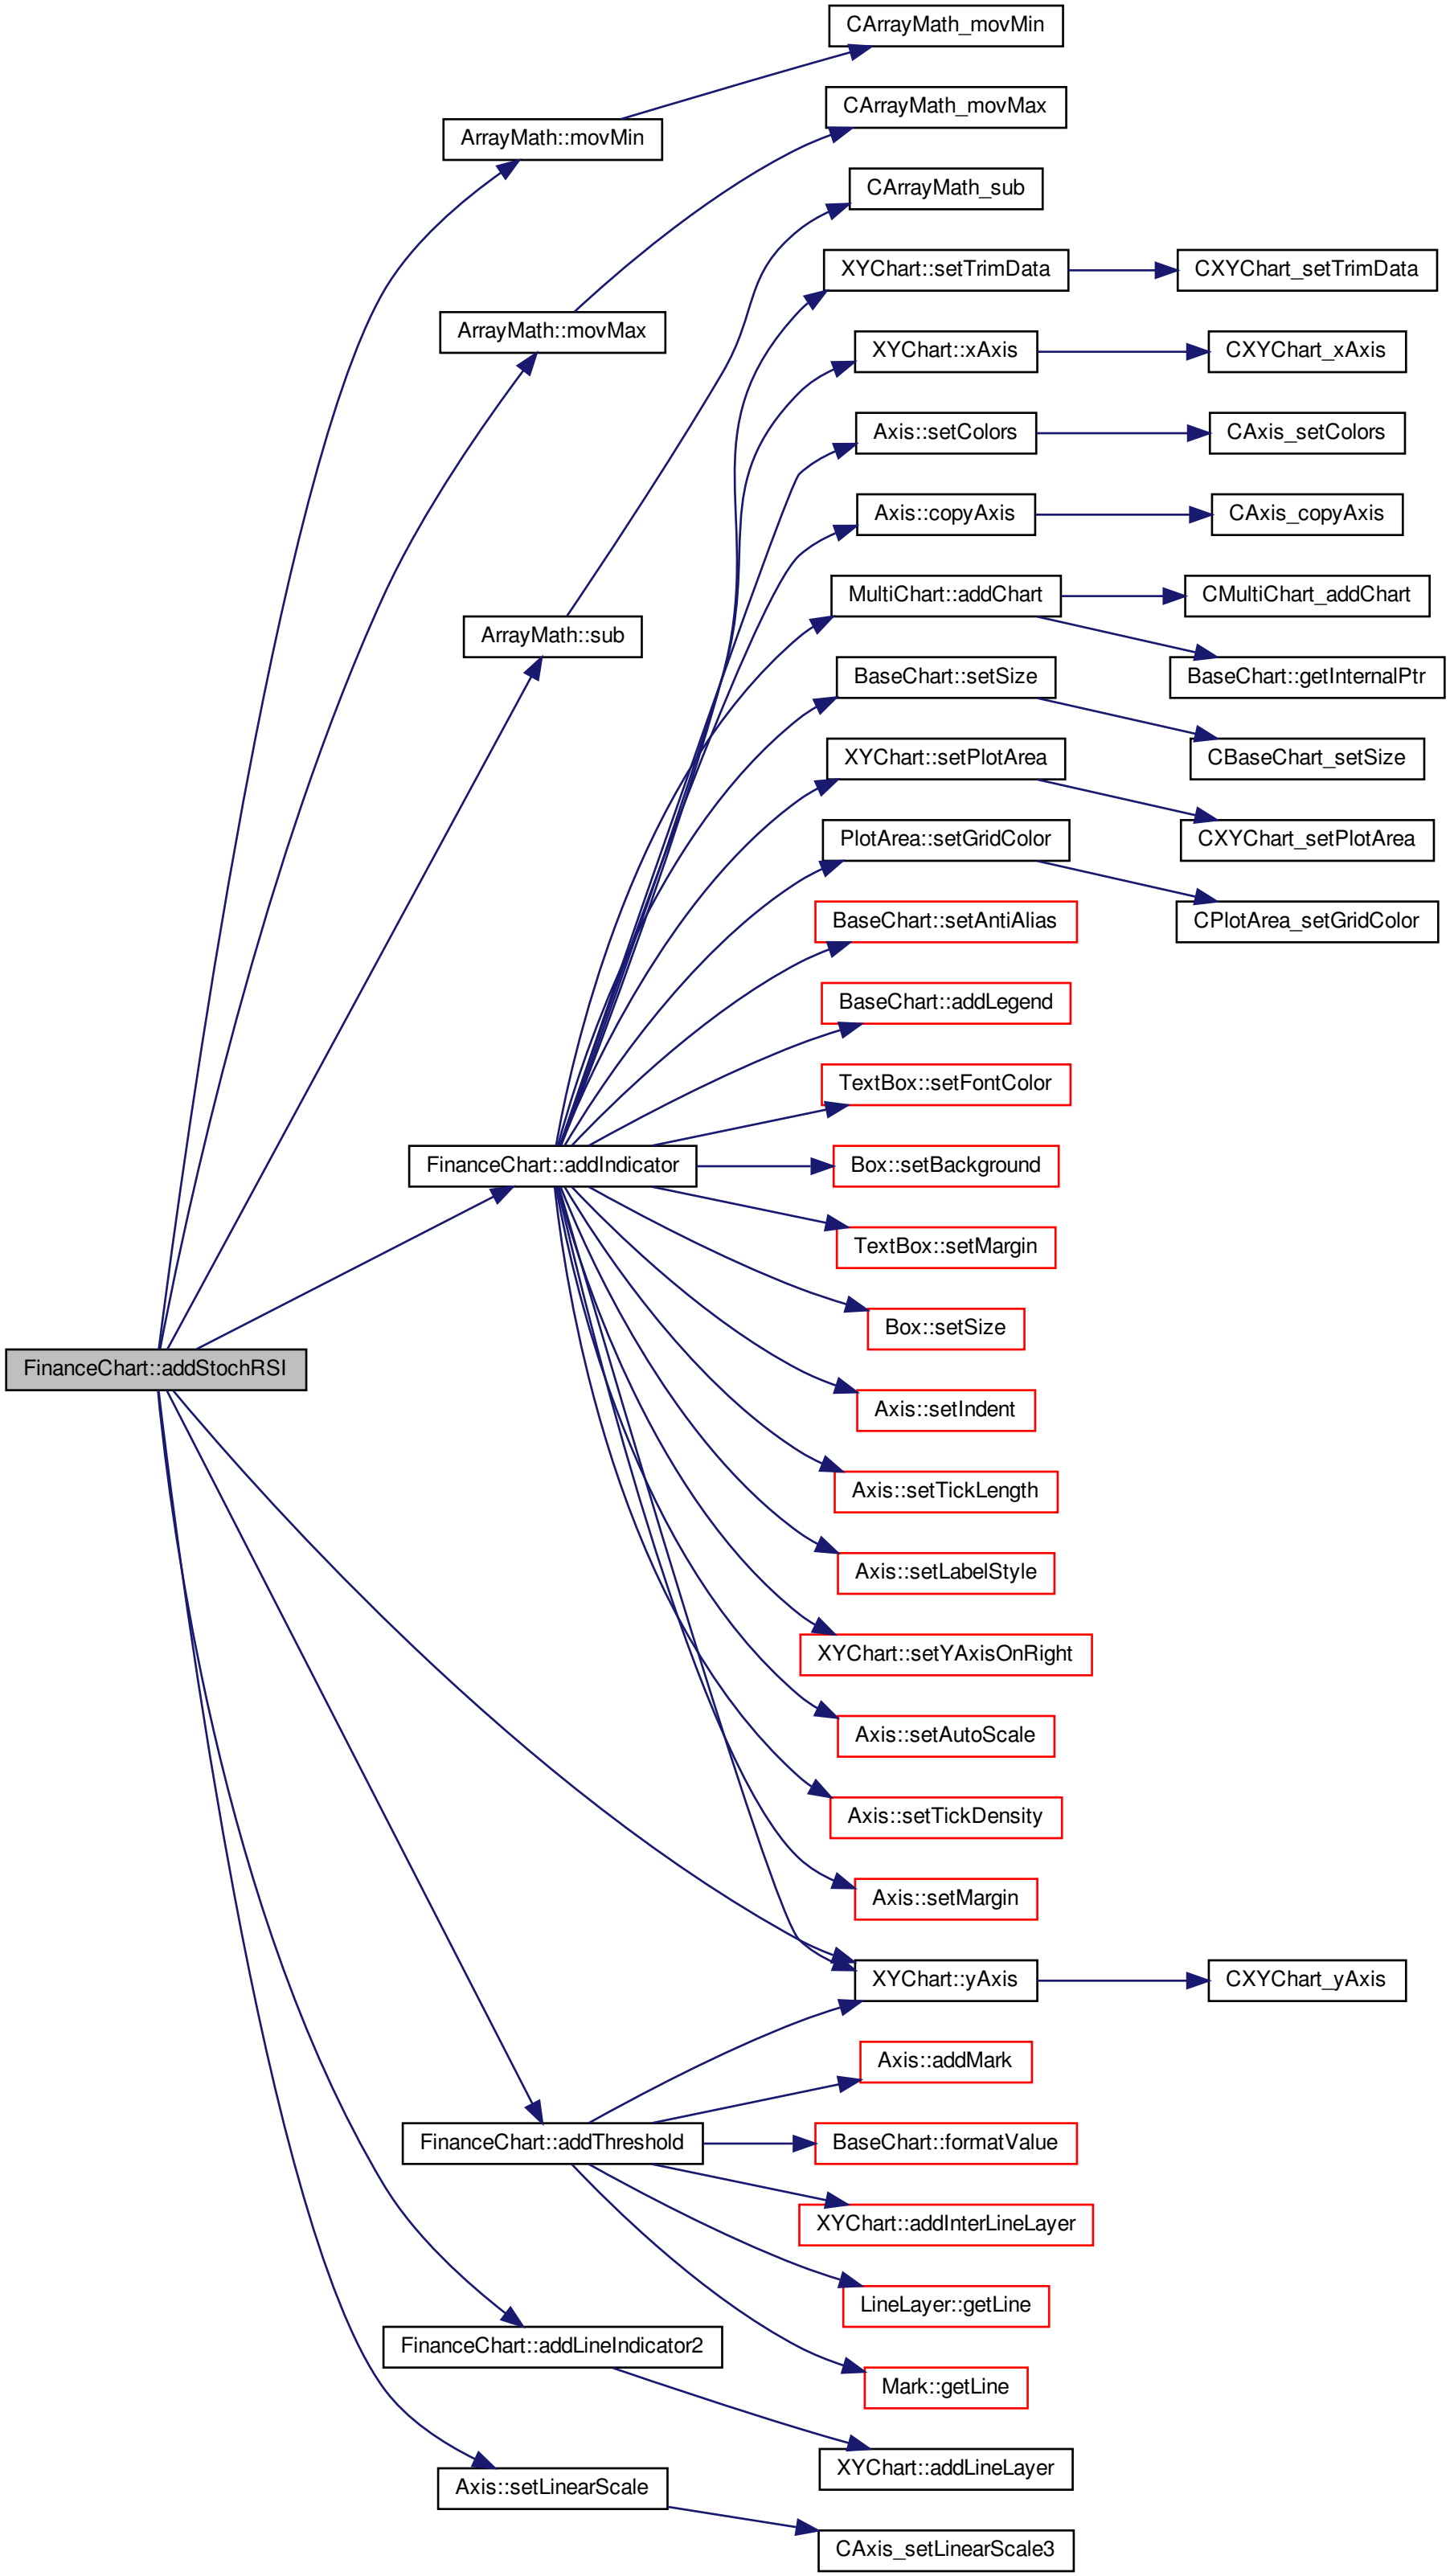 CArrayMath_movMin
CArrayMath_movMax
ArrayMath::movMin
CArrayMath_sub
XYChart::setTrimData
CXYChart_setTrimData
ArrayMath::movMax
XYChart::xAxis
CXYChart_xAxis
Axis::setColors
CAxis_setColors
Axis::copyAxis
CAxis_copyAxis
MultiChart::addChart
CMultiChart_addChart
ArrayMath::sub
BaseChart::setSize
BaseChart::getInternalPtr
XYChart::setPlotArea
CBaseChart_setSize
PlotArea::setGridColor
CXYChart_setPlotArea
BaseChart::setAntiAlias
CPlotArea_setGridColor
BaseChart::addLegend
TextBox::setFontColor
FinanceChart::addIndicator
Box::setBackground
TextBox::setMargin
Box::setSize
FinanceChart::addStochRSI
Axis::setIndent
Axis::setTickLength
Axis::setLabelStyle
XYChart::setYAxisOnRight
Axis::setAutoScale
Axis::setTickDensity
Axis::setMargin
XYChart::yAxis
CXYChart_yAxis
Axis::addMark
FinanceChart::addThreshold
BaseChart::formatValue
XYChart::addInterLineLayer
LineLayer::getLine
FinanceChart::addLineIndicator2
Mark::getLine
XYChart::addLineLayer
Axis::setLinearScale
CAxis_setLinearScale3